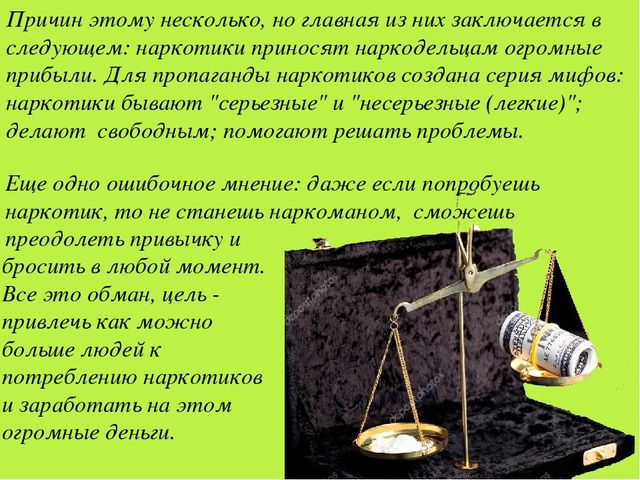 Причин этому несколько, но главная из них заключается в
следующем: наркотики приносят наркодельцам огромные
прибыли. Для пропаганды наркотиков создана серия мифов:
наркотики бывают "серьезные" и "несерьезные (легкие)";
делают свободным; помогают решать проблемы.
Еще одно ошибочное мнение: даже если попробуешь
наркотик, то не станешь наркоманом, сможешь
преодолеть привычку и
бросить в любой момент.
Все это обман, цель -
привлечь как можно
больше людей к
потреблению наркотиков
и заработать на этом
огромные деньги.